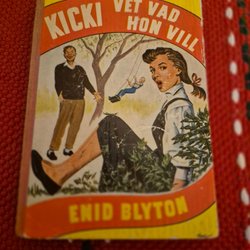 KICKI VET VAD
HON VILL
ENID BLYTON